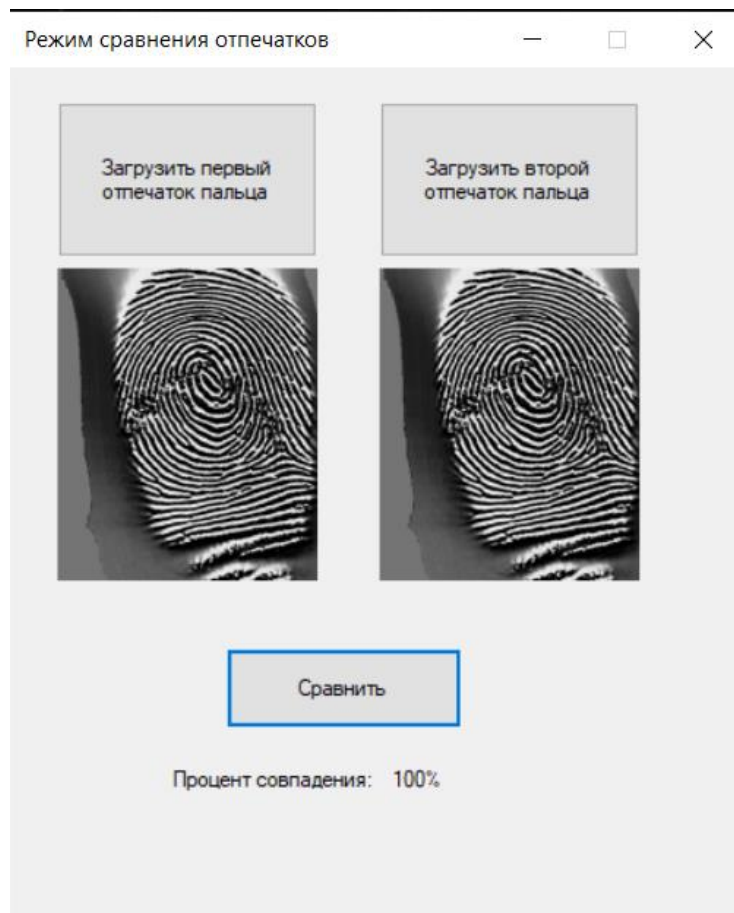 Режим сравнения отпечатков
Загрузить первый
отпечаток пальца
Загрузить второй
отпечаток пальца
Сравнить
Процент совпадения: 100%